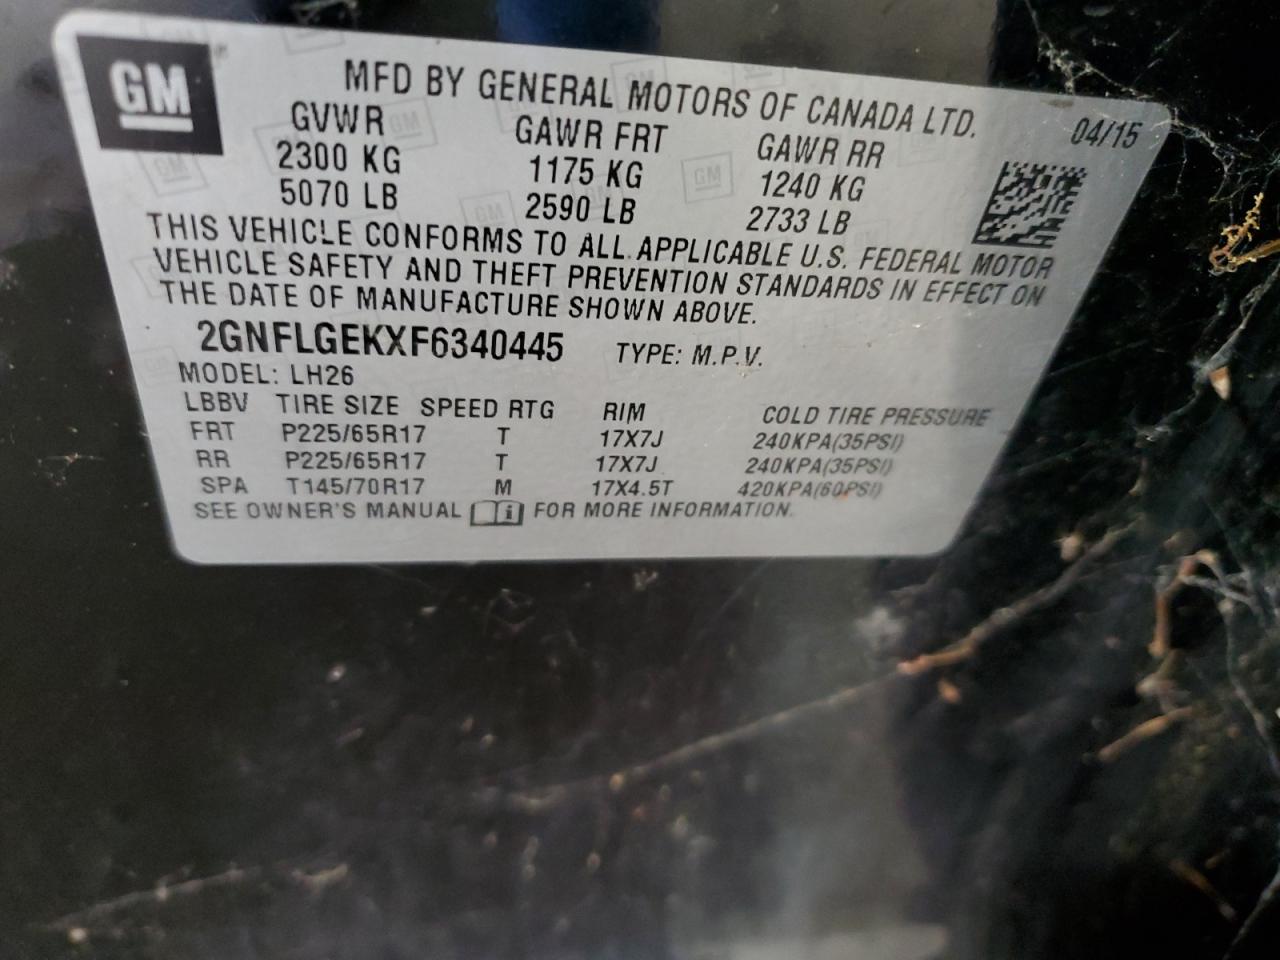 GM
MFD BY GENERAL MOTORS OF CANADA LTD.
04/15
GVWR GAWR FRT GAWR RR
2300 KG 1175 KG 1240 KG
5070 LB 2590 LB 2733 LB
THIS VEHICLE CONFORMS TO ALL APPLICABLE U.S. FEDERAL MOTOR
VEHICLE SAFETY AND THEFT PREVENTION STANDARDS IN EFFECT ON
THE DATE OF MANUFACTURE SHOWN ABOVE.
2GNFLGEKXF6340445 TYPE: M.P.V.
MODEL: LH26
LBBV TIRE SIZE SPEED RTG RIM COLD TIRE PRESSURE
FRT P225/65R17 T 17X7J 240KPA(35PSI)
RR P225/65R17 T 17X7J 240KPA(35PSI)
SPA T145/70R17 M 17X4.5T 420KPA(60PSI)
SEE OWNER'S MANUAL i FOR MORE INFORMATION.